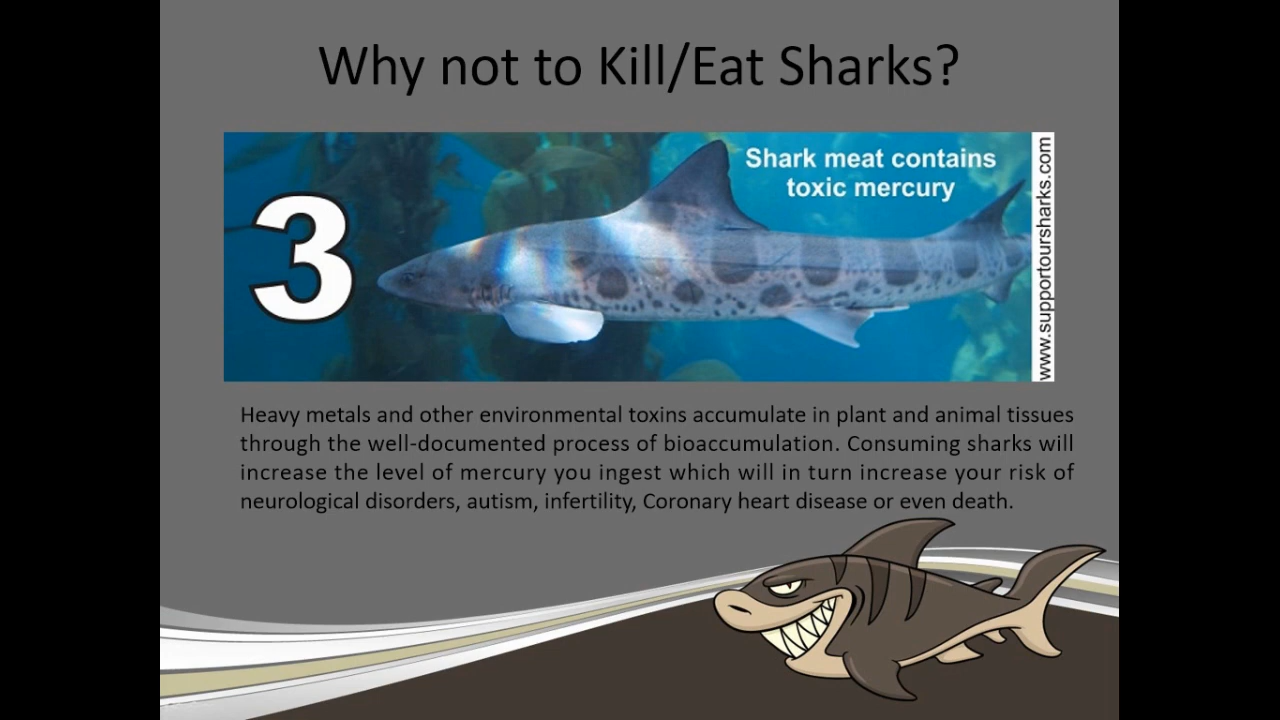 Why not to Kill/Eat Sharks?
3
Shark meat contains
toxic mercury
www.supportoursharks.com
Heavy metals and other environmental toxins accumulate in plant and animal tissues
through the well-documented process of bioaccumulation. Consuming sharks will
increase the level of mercury you ingest which will in turn increase your risk of
neurological disorders, autism, infertility, Coronary heart disease or even death.